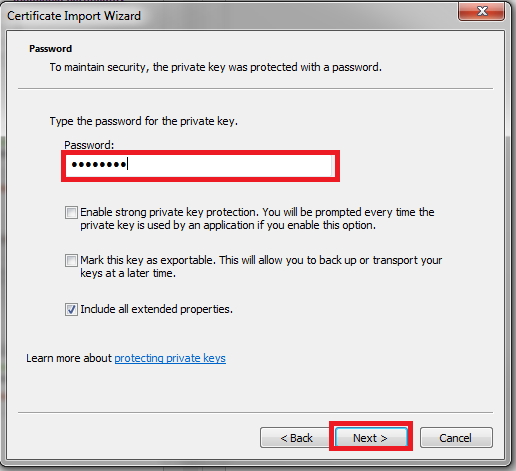 Certificate Import Wizard
Password
To maintain security, the private key was protected with a password.
Type the password for the private key.
Password:
••••••••
Enable strong private key protection. You will be prompted every time the
private key is used by an application if you enable this option.
Mark this key as exportable. This will allow you to back up or transport your
keys at a later time.
Include all extended properties.
Learn more about protecting private keys
< Back Next > Cancel